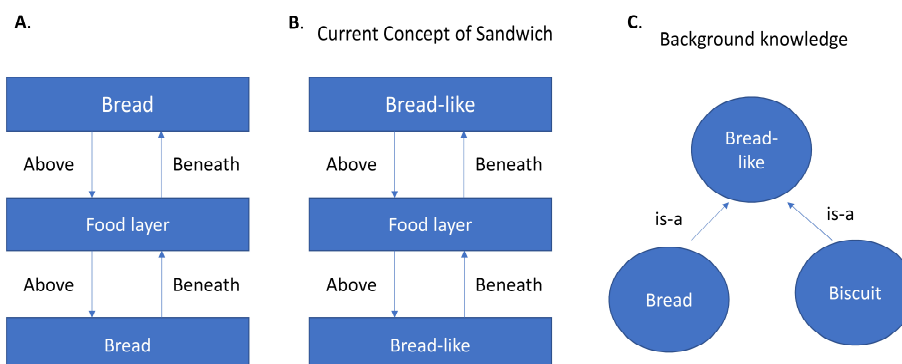 A.
Bread
Above Beneath
Food layer
Above Beneath
Bread
B.
Current Concept of Sandwich
Bread-like
Above Beneath
Food layer
Above Beneath
Bread-like
C.
Background knowledge
Bread-
like
is-a is-a
Bread Biscuit